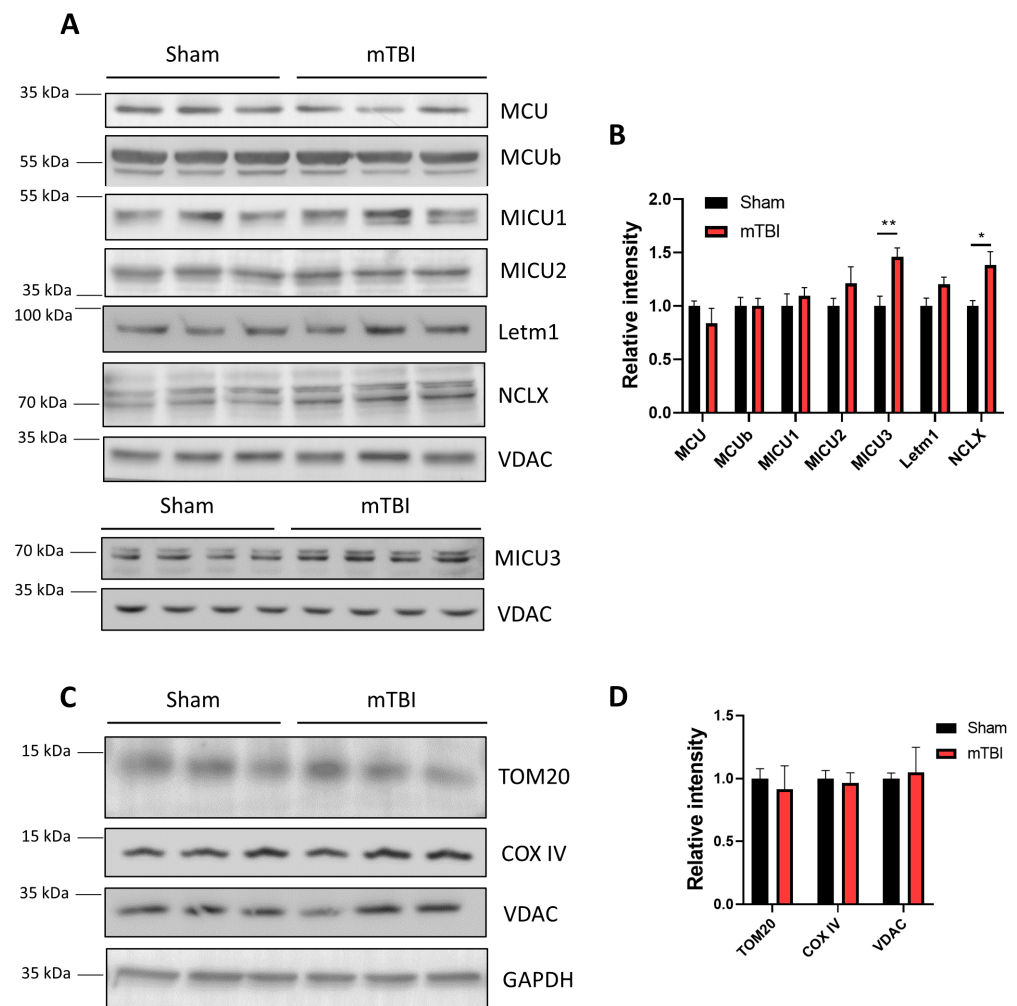 A
Sham mTBI
35 kDa MCU
55 kDa MCUb
55 kDa MICU1
MICU2
35 kDa
100 kDa Letm1
NCLX
70 kDa
35 kDa VDAC
Sham mTBI
70 kDa MICU3
35 kDa VDAC
B
Relative intensity
2.0
1.5
1.0
0.5
0.0
Sham
mTBI
**
*
MCU MCUb MICU1 MICU2 MICU3 Letm1 NCLX
C
Sham mTBI
15 kDa TOM20
15 kDa COX IV
35 kDa VDAC
35 kDa GAPDH
D
Relative intensity
1.5
1.0
0.5
0.0
Sham
mTBI
TOM20 COX IV VDAC